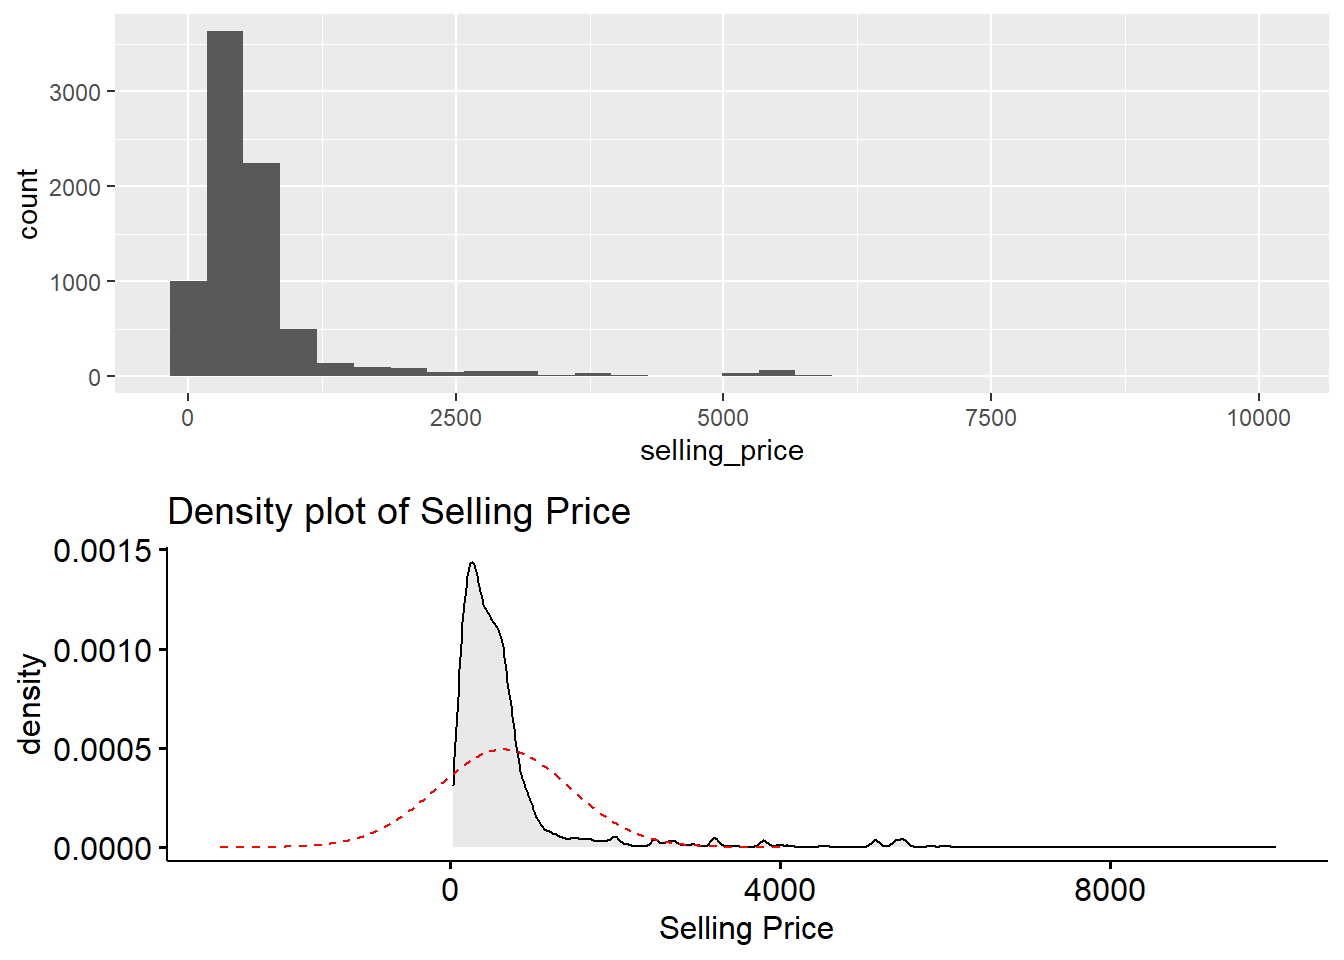 3000
2000
1000
0
count
0 2500 5000 7500 10000
selling_price
Density plot of Selling Price
0.0015
0.0010
0.0005
0.0000
density
0 4000 8000
Selling Price